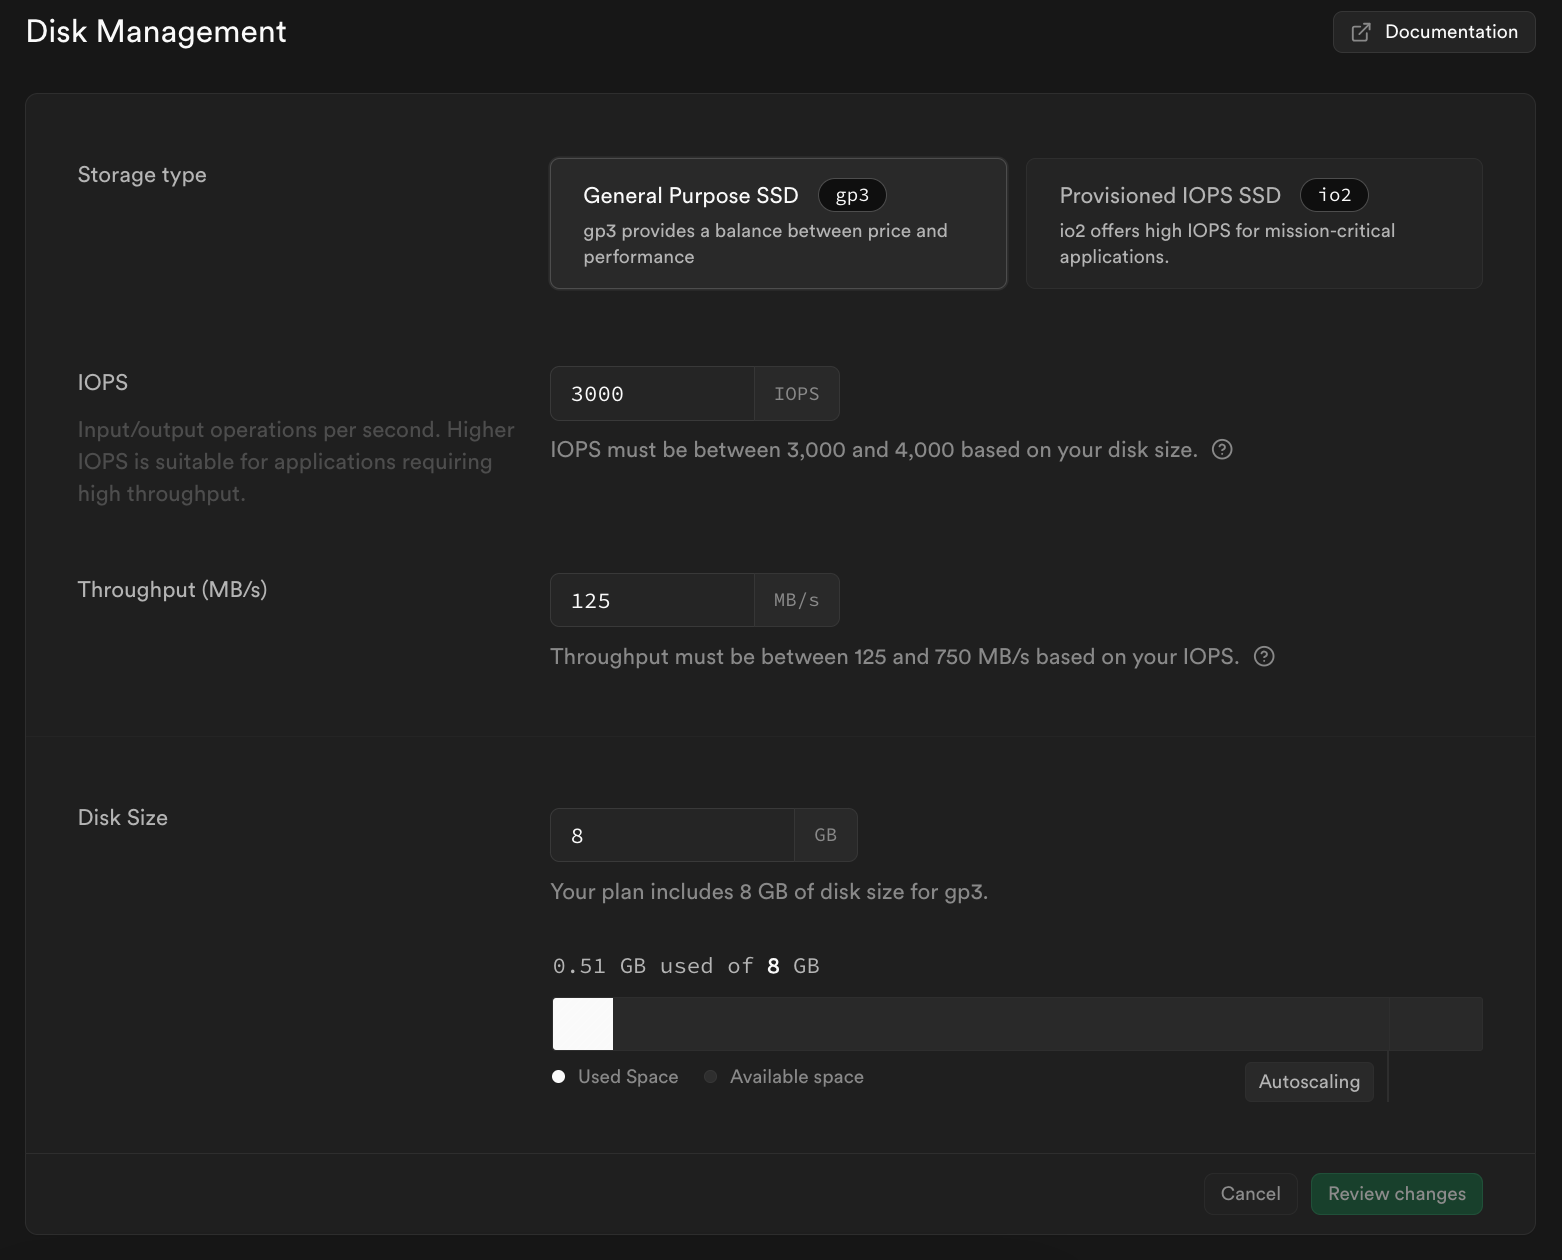 Disk Management
Documentation
Storage type
General Purpose SSD gp3
gp3 provides a balance between price and
performance
Provisioned IOPS SSD io2
io2 offers high IOPS for mission-critical
applications.
IOPS
Input/output operations per second. Higher
IOPS is suitable for applications requiring
high throughput.
3000 IOPS
IOPS must be between 3,000 and 4,000 based on your disk size.
Throughput (MB/s)
125 MB/s
Throughput must be between 125 and 750 MB/s based on your IOPS.
Disk Size
8 GB
Your plan includes 8 GB of disk size for gp3.
0.51 GB used of 8 GB
Used Space Available space
Autoscaling
Cancel Review changes